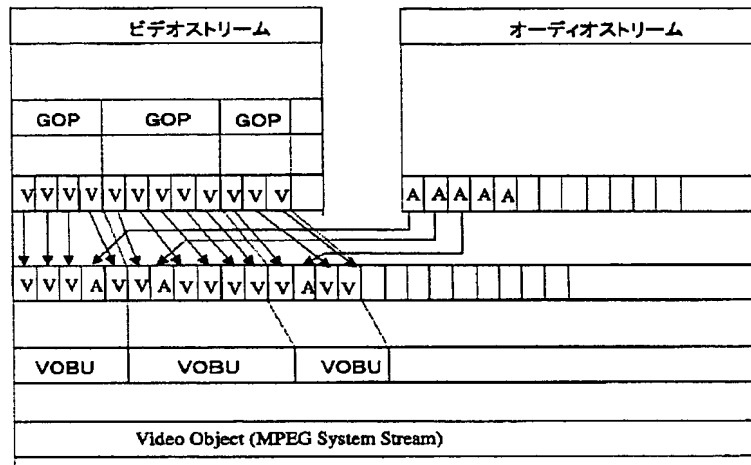 ビデオストリーム オーディオストリーム
GOP GOP GOP
V V V V V V V V V V V V A A A A A
V V V A V V A V V V V V A V V
VOBU VOBU VOBU
Video Object (MPEG System Stream)